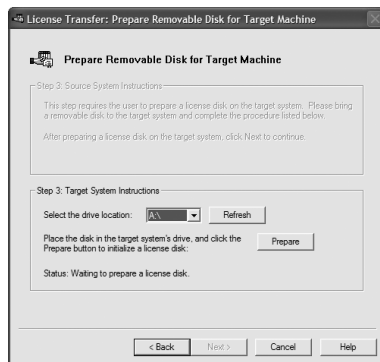 License Transfer: Prepare Removable Disk for Target Machine
Prepare Removable Disk for Target Machine
Step 3: Source System Instructions
This step requires the user to prepare a license disk on the target system. Please bring
a removable disk to the target system and complete the procedure listed below.
After preparing a license disk on the target system, click Next to continue.
Step 3: Target System Instructions
Select the drive location:
A:\
Refresh
Place the disk in the target system's drive, and click the
Prepare button to initialize a license disk:
Prepare
Status: Waiting to prepare a license disk.
< Back
Next >
Cancel
Help